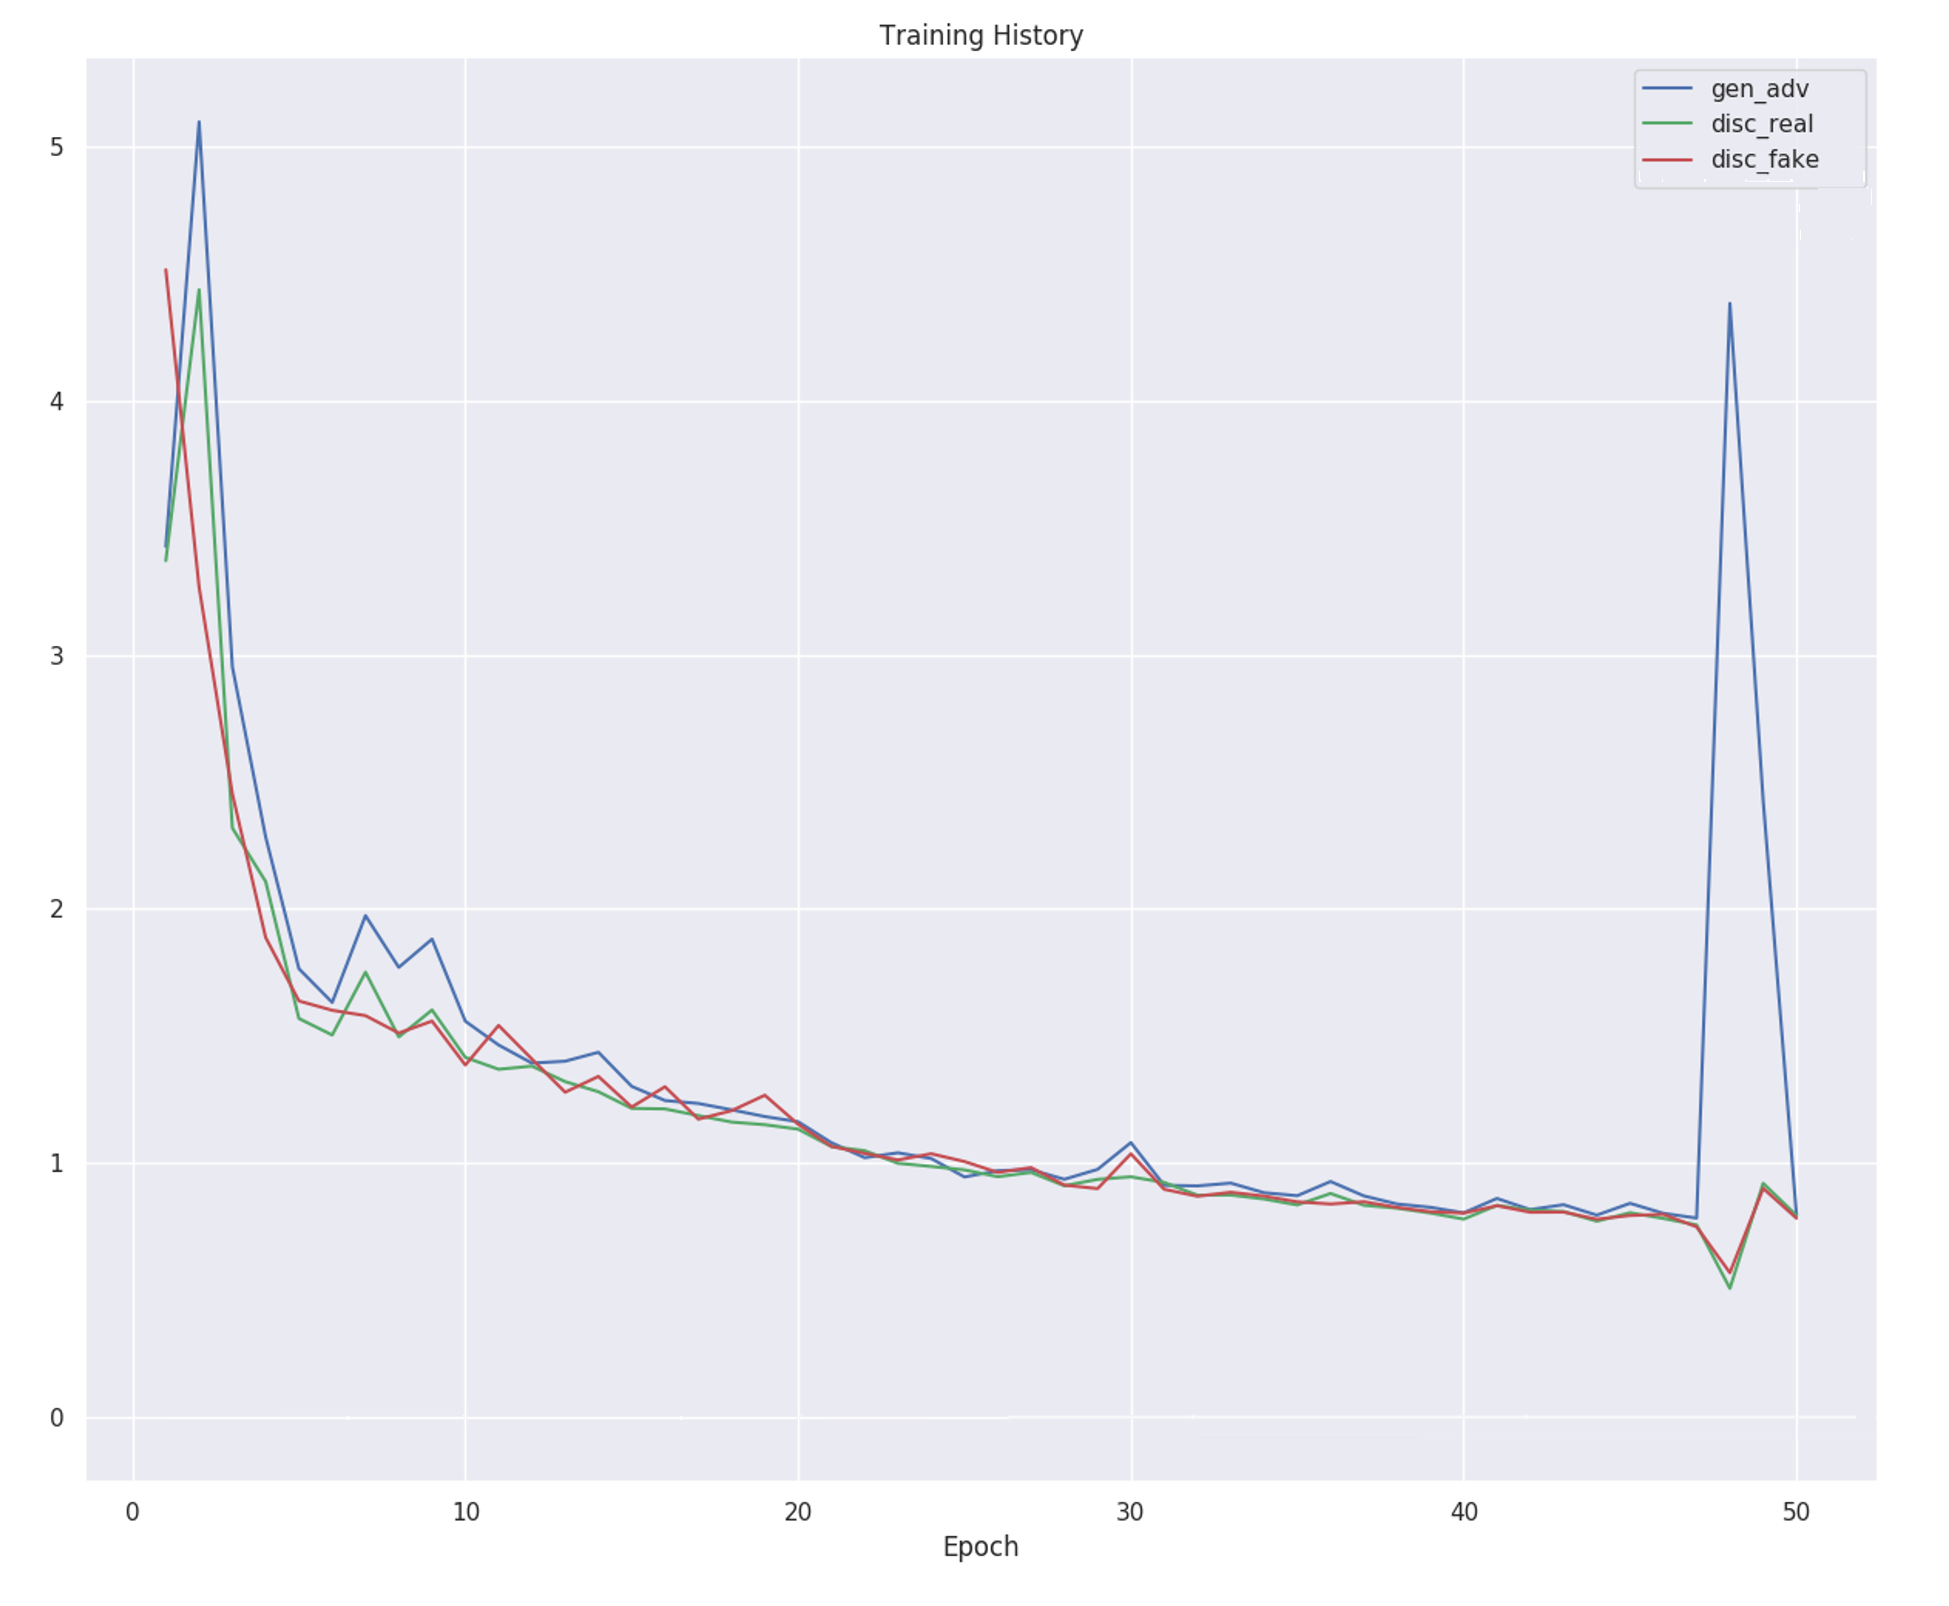 Training History
gen_adv
disc_real
disc_fake
5
4
3
2
1
0
0 10 20 30 40 50
Epoch